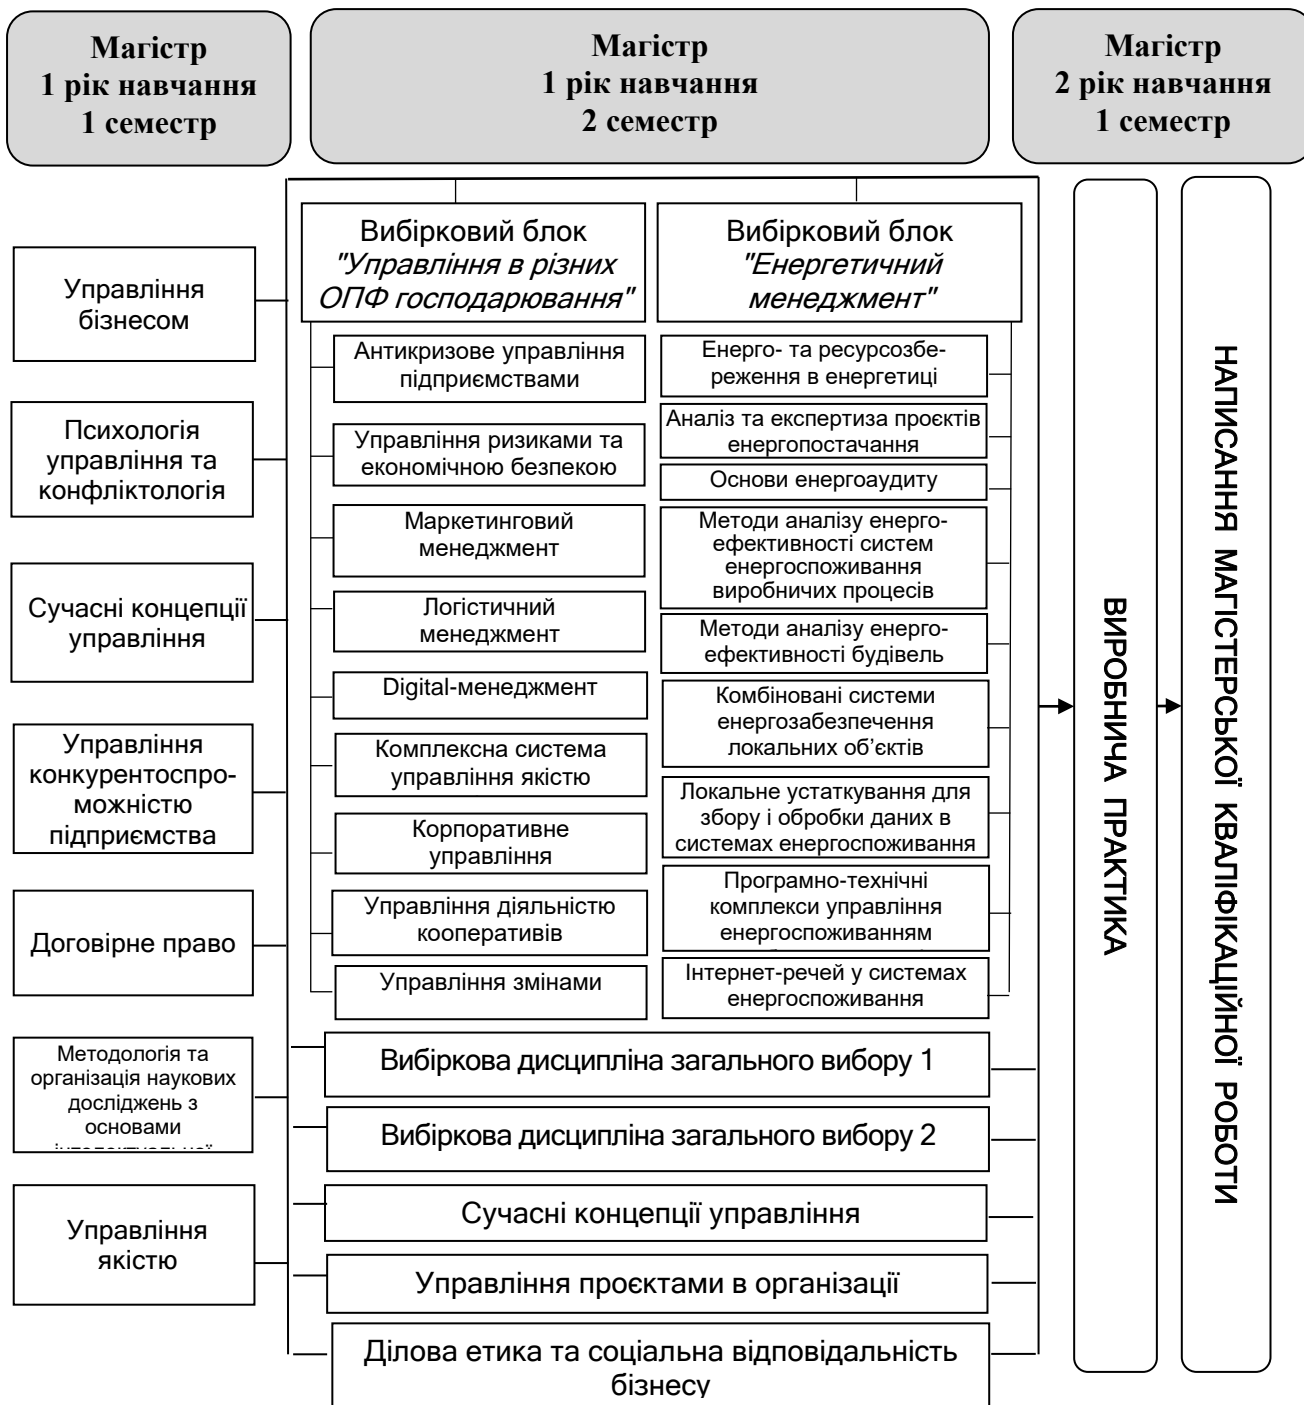 Магістр
1 рік навчання
1 семестр
Магістр
1 рік навчання
2 семестр
Магістр
2 рік навчання
1 семестр
Управління
бізнесом
Психологія
управління та
конфліктологія
Сучасні концепції
управління
Управління
конкурентоспро-
можністю
підприємства
Договірне право
Методологія та
організація наукових
досліджень з
основами
Управління
якістю
Вибірковий блок
"Управління в різних
ОПФ господарювання"
Антикризове управління
підприємствами
Управління ризиками та
економічною безпекою
Маркетинговий
менеджмент
Логістичний
менеджмент
Digital-менеджмент
Комплексна система
управління якістю
Корпоративне
управління
Управління діяльністю
кооперативів
Управління змінами
Вибірковий блок
"Енергетичний
менеджмент"
Енерго- та ресурсозбе-
реження в енергетиці
Аналіз та експертиза проєктів
енергопостачання
Основи енергоаудиту
Методи аналізу енерго-
ефективності систем
енергоспоживання
виробничих процесів
Методи аналізу енерго-
ефективності будівель
Комбіновані системи
енергозабезпечення
локальних об’єктів
Локальне устаткування для
збору і обробки даних в
системах енергоспоживання
Програмно-технічні
комплекси управління
енергоспоживанням
Інтернет-речей у системах
енергоспоживання
Вибіркова дисципліна загального вибору 1
Вибіркова дисципліна загального вибору 2
Сучасні концепції управління
Управління проєктами в організації
Ділова етика та соціальна відповідальність
бізнесу
ВИРОБНИЧА ПРАКТИКА
НАПИСАННЯ МАГІСТЕРСЬКОЇ КВАЛІФІКАЦІЙНОЇ РОБОТИ